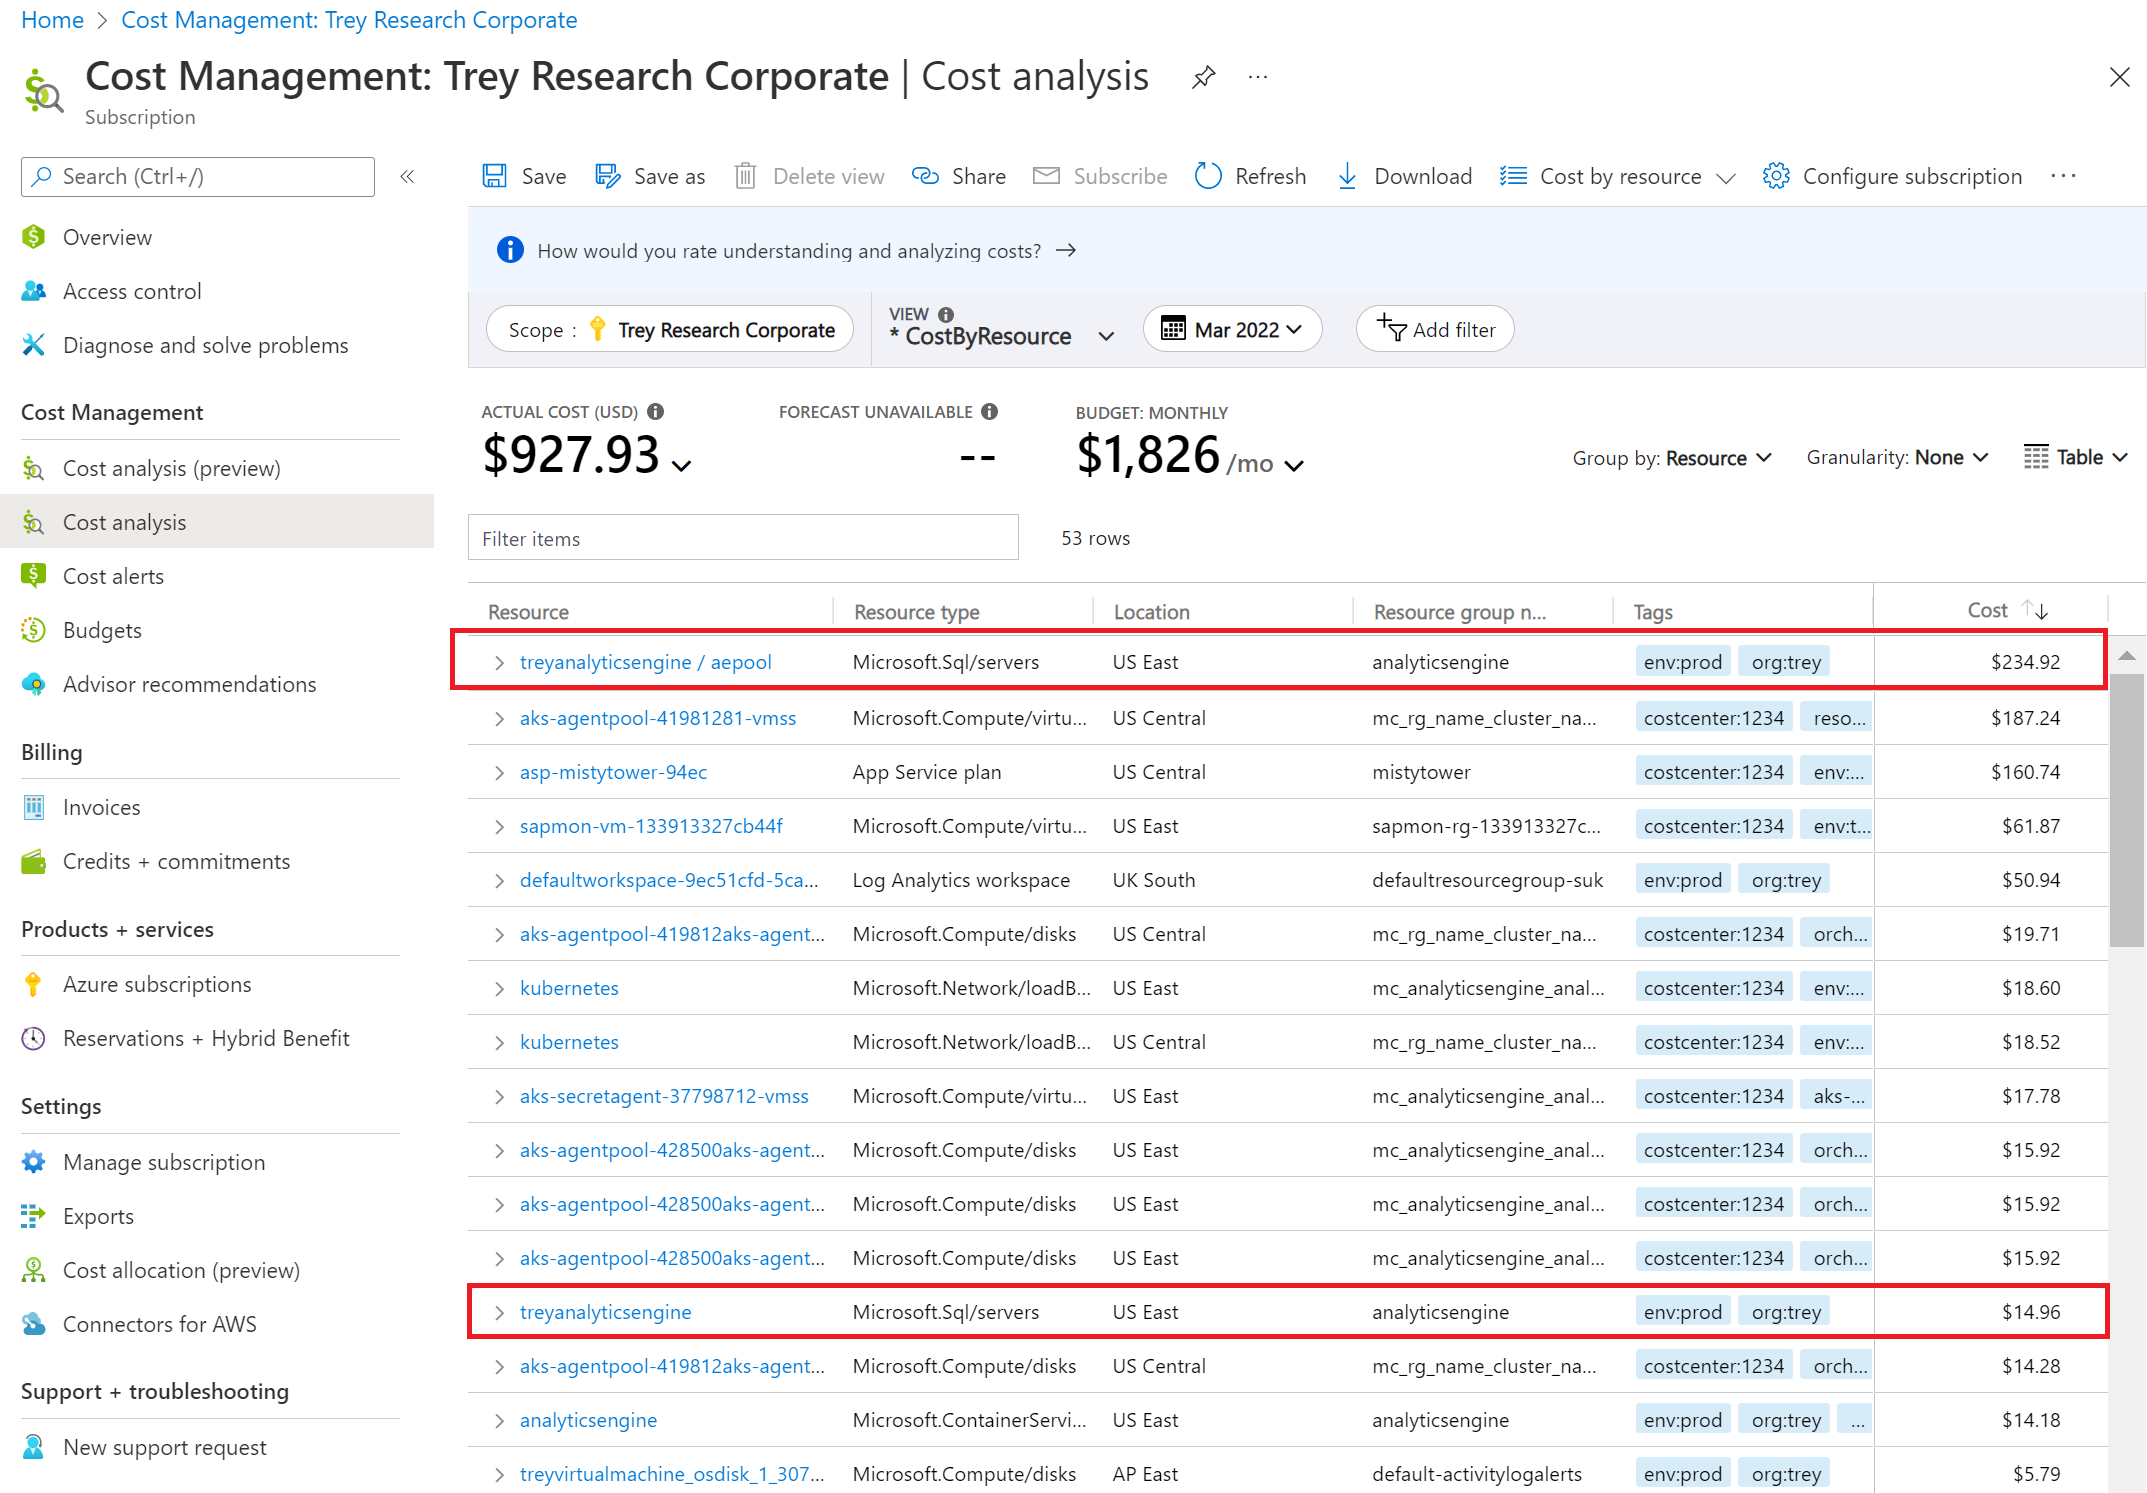 Home > Cost Management: Trey Research Corporate
Cost Management: Trey Research Corporate | Cost analysis ...
Subscription
Search (Ctrl+/) «
Save Save as Delete view Share Subscribe Refresh Download Cost by resource Configure subscription ...
Overview
Access control
Diagnose and solve problems
Cost Management
Cost analysis (preview)
Cost analysis
Cost alerts
Budgets
Advisor recommendations
Billing
Invoices
Credits + commitments
Products + services
Azure subscriptions
Reservations + Hybrid Benefit
Settings
Manage subscription
Exports
Cost allocation (preview)
Connectors for AWS
Support + troubleshooting
New support request
How would you rate understanding and analyzing costs? →
Scope : Trey Research Corporate
VIEW
* CostByResource
Mar 2022
Add filter
ACTUAL COST (USD)
$927.93
FORECAST UNAVAILABLE
--
BUDGET: MONTHLY
$1,826 /mo
Group by: Resource Granularity: None Table
Filter items 53 rows
Resource Resource type Location Resource group n... Tags Cost ↑↓
treyanalyticsengine / aepool Microsoft.Sql/servers US East analyticsengine env:prod org:trey $234.92
aks-agentpool-41981281-vmss Microsoft.Compute/virtu... US Central mc_rg_name_cluster_na... costcenter:1234 reso... $187.24
asp-mistytower-94ec App Service plan US Central mistytower costcenter:1234 env:... $160.74
sapmon-vm-133913327cb44f Microsoft.Compute/virtu... US East sapmon-rg-133913327c... costcenter:1234 env:t... $61.87
defaultworkspace-9ec51cfd-5ca... Log Analytics workspace UK South defaultresourcegroup-suk env:prod org:trey $50.94
aks-agentpool-419812aks-agent... Microsoft.Compute/disks US Central mc_rg_name_cluster_na... costcenter:1234 orch... $19.71
kubernetes Microsoft.Network/loadB... US East mc_analyticsengine_anal... costcenter:1234 env:... $18.60
kubernetes Microsoft.Network/loadB... US Central mc_rg_name_cluster_na... costcenter:1234 env:... $18.52
aks-secretagent-37798712-vmss Microsoft.Compute/virtu... US East mc_analyticsengine_anal... costcenter:1234 aks-... $17.78
aks-agentpool-428500aks-agent... Microsoft.Compute/disks US East mc_analyticsengine_anal... costcenter:1234 orch... $15.92
aks-agentpool-428500aks-agent... Microsoft.Compute/disks US East mc_analyticsengine_anal... costcenter:1234 orch... $15.92
aks-agentpool-428500aks-agent... Microsoft.Compute/disks US East mc_analyticsengine_anal... costcenter:1234 orch... $15.92
treyanalyticsengine Microsoft.Sql/servers US East analyticsengine env:prod org:trey $14.96
aks-agentpool-419812aks-agent... Microsoft.Compute/disks US Central mc_rg_name_cluster_na... costcenter:1234 orch... $14.28
analyticsengine Microsoft.ContainerServi... US East analyticsengine env:prod org:trey ... $14.18
treyvirtualmachine_osdisk_1_307... Microsoft.Compute/disks AP East default-activitylogalerts env:prod org:trey $5.79